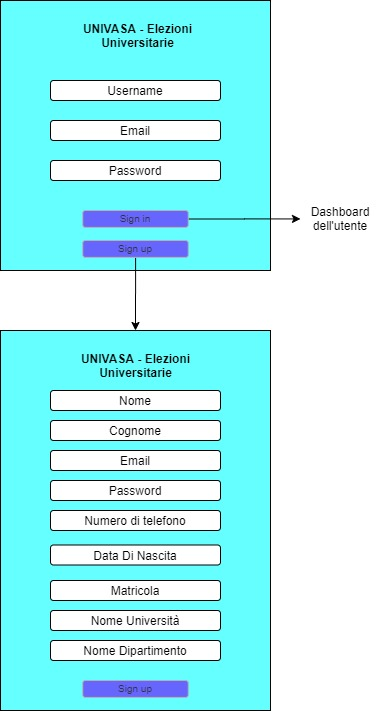 UNIVASA - Elezioni
Universitarie
Username
Email
Password
Sign in
Dashboard
dell'utente
Sign up
UNIVASA - Elezioni
Universitarie
Nome
Cognome
Email
Password
Numero di telefono
Data Di Nascita
Matricola
Nome Università
Nome Dipartimento
Sign up